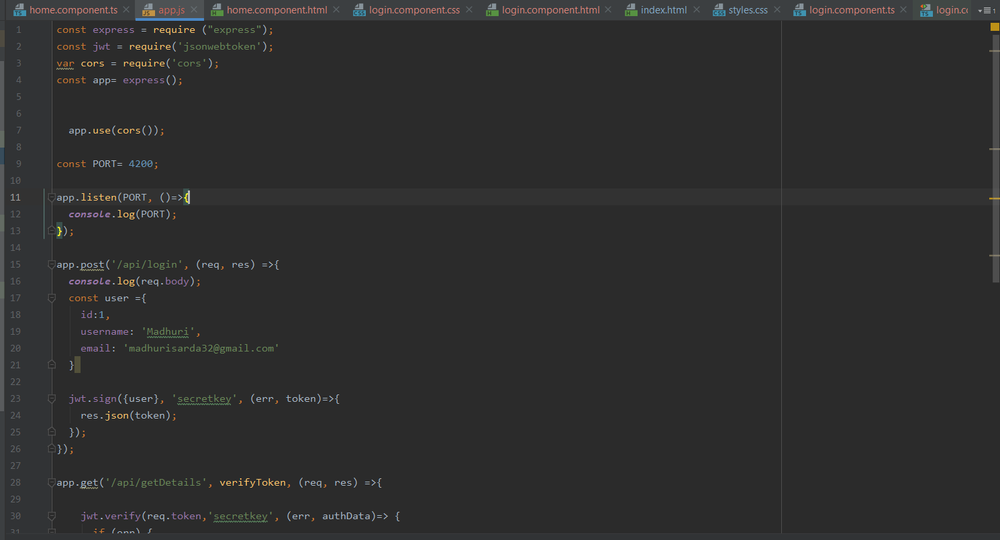 home.component.ts app.js home.component.html login.component.css login.component.html index.html styles.css login.component.ts login.cc 1
1 const express = require ("express");
2 const jwt = require('jsonwebtoken');
3 var cors = require('cors');
4 const app= express();
5
6
7 app.use(cors());
8
9 const PORT= 4200;
10
11 app.listen(PORT, ()=>{
12 console.log(PORT);
13 });
14
15 app.post('/api/login', (req, res) =>{
16 console.log(req.body);
17 const user ={
18 id:1,
19 username: 'Madhuri',
20 email: 'madhurisarda32@gmail.com'
21 }
22
23 jwt.sign({user}, 'secretkey', (err, token)=>{
24 res.json(token);
25 });
26 });
27
28 app.get('/api/getDetails', verifyToken, (req, res) =>{
29
30 jwt.verify(req.token,'secretkey', (err, authData)=> {
31 if (err) {